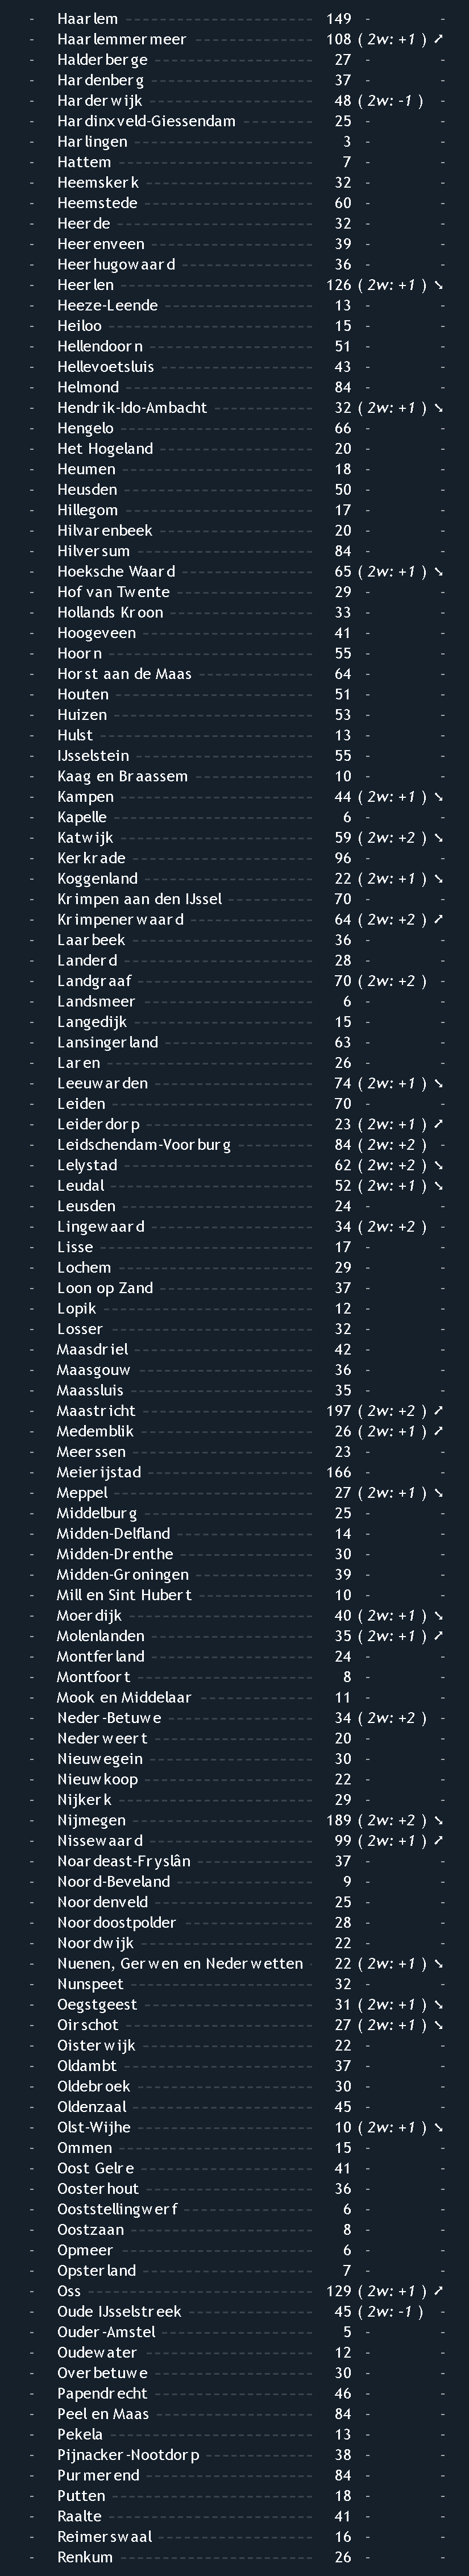 - Haarlem 149 - -
- Haarlemmermeer 108 ( 2w: +1 ) ↗
- Halderberge 27 - -
- Hardenberg 37 - -
- Harderwijk 48 ( 2w: -1 ) -
- Hardinxveld-Giessendam 25 - -
- Harlingen 3 - -
- Hattem 7 - -
- Heemskerk 32 - -
- Heemstede 60 - -
- Heerde 32 - -
- Heerenveen 39 - -
- Heerhugowaard 36 - -
- Heerlen 126 ( 2w: +1 ) ↘
- Heeze-Leende 13 - -
- Heiloo 15 - -
- Hellendoorn 51 - -
- Hellevoetsluis 43 - -
- Helmond 84 - -
- Hendrik-Ido-Ambacht 32 ( 2w: +1 ) ↘
- Hengelo 66 - -
- Het Hogeland 20 - -
- Heumen 18 - -
- Heusden 50 - -
- Hillegom 17 - -
- Hilvarenbeek 20 - -
- Hilversum 84 - -
- Hoeksche Waard 65 ( 2w: +1 ) ↘
- Hof van Twente 29 - -
- Hollands Kroon 33 - -
- Hoogeveen 41 - -
- Hoorn 55 - -
- Horst aan de Maas 64 - -
- Houten 51 - -
- Huizen 53 - -
- Hulst 13 - -
- IJsselstein 55 - -
- Kaag en Braassem 10 - -
- Kampen 44 ( 2w: +1 ) ↘
- Kapelle 6 - -
- Katwijk 59 ( 2w: +2 ) ↘
- Kerkrade 96 - -
- Koggenland 22 ( 2w: +1 ) ↘
- Krimpen aan den IJssel 70 - -
- Krimpenerwaard 64 ( 2w: +2 ) ↗
- Laarbeek 36 - -
- Landerd 28 - -
- Landgraaf 70 ( 2w: +2 ) -
- Landsmeer 6 - -
- Langedijk 15 - -
- Lansingerland 63 - -
- Laren 26 - -
- Leeuwarden 74 ( 2w: +1 ) ↘
- Leiden 70 - -
- Leiderdorp 23 ( 2w: +1 ) ↗
- Leidschendam-Voorburg 84 ( 2w: +2 ) -
- Lelystad 62 ( 2w: +2 ) ↘
- Leudal 52 ( 2w: +1 ) ↘
- Leusden 24 - -
- Lingewaard 34 ( 2w: +2 ) -
- Lisse 17 - -
- Lochem 29 - -
- Loon op Zand 37 - -
- Lopik 12 - -
- Losser 32 - -
- Maasdriel 42 - -
- Maasgouw 36 - -
- Maassluis 35 - -
- Maastricht 197 ( 2w: +2 ) ↗
- Medemblik 26 ( 2w: +1 ) ↗
- Meerssen 23 - -
- Meierijstad 166 - -
- Meppel 27 ( 2w: +1 ) ↘
- Middelburg 25 - -
- Midden-Delfland 14 - -
- Midden-Drenthe 30 - -
- Midden-Groningen 39 - -
- Mill en Sint Hubert 10 - -
- Moerdijk 40 ( 2w: +1 ) ↘
- Molenlanden 35 ( 2w: +1 ) ↗
- Montferland 24 - -
- Montfoort 8 - -
- Mook en Middelaar 11 - -
- Neder-Betuwe 34 ( 2w: +2 ) -
- Nederweert 20 - -
- Nieuwegein 30 - -
- Nieuwkoop 22 - -
- Nijkerk 29 - -
- Nijmegen 189 ( 2w: +2 ) ↘
- Nissewaard 99 ( 2w: +1 ) ↗
- Noardeast-Fryslân 37 - -
- Noord-Beveland 9 - -
- Noordenveld 25 - -
- Noordoostpolder 28 - -
- Noordwijk 22 - -
- Nuenen, Gerwen en Nederwetten 22 ( 2w: +1 ) ↘
- Nunspeet 32 - -
- Oegstgeest 31 ( 2w: +1 ) ↘
- Oirschot 27 ( 2w: +1 ) ↘
- Oisterwijk 22 - -
- Oldambt 37 - -
- Oldebroek 30 - -
- Oldenzaal 45 - -
- Olst-Wijhe 10 ( 2w: +1 ) ↘
- Ommen 15 - -
- Oost Gelre 41 - -
- Oosterhout 36 - -
- Ooststellingwerf 6 - -
- Oostzaan 8 - -
- Opmeer 6 - -
- Opsterland 7 - -
- Oss 129 ( 2w: +1 ) ↗
- Oude IJsselstreek 45 ( 2w: -1 ) -
- Ouder-Amstel 5 - -
- Oudewater 12 - -
- Overbetuwe 30 - -
- Papendrecht 46 - -
- Peel en Maas 84 - -
- Pekela 13 - -
- Pijnacker-Nootdorp 38 - -
- Purmerend 84 - -
- Putten 18 - -
- Raalte 41 - -
- Reimerswaal 16 - -
- Renkum 26 - -